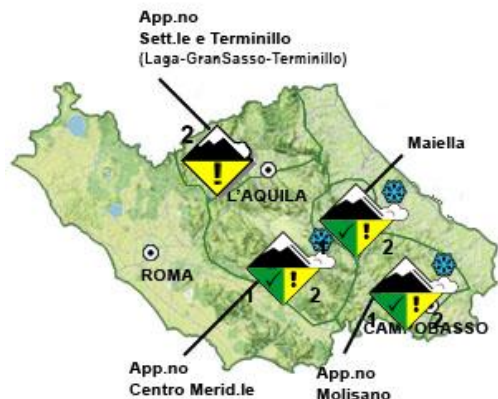 App.no
Sett.le e Terminillo
(Laga-GranSasso-Terminillo)
2
!
L'AQUILA
Maiella
1
!
2
ROMA
1
!
2
1
!
2
CAMPOBASSO
App.no
Centro Merid.le
App.no
Molisano